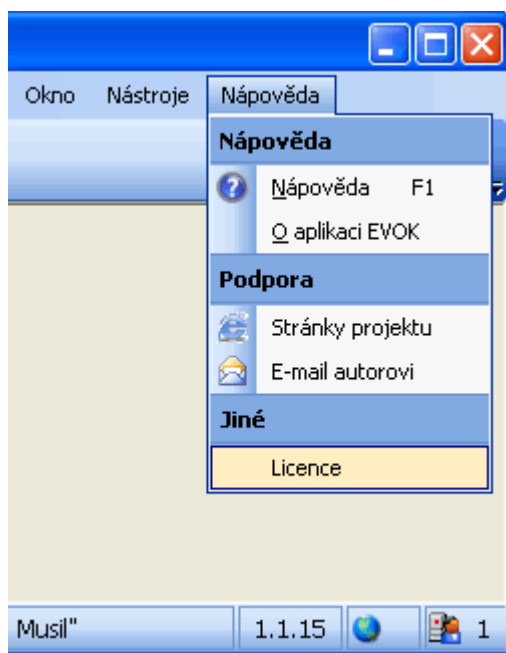 Okno Nástroje Nápověda
Nápověda
Nápověda F1
O aplikaci EVOK
Podpora
Stránky projektu
E-mail autorovi
Jiné
Licence
Musil" 1.1.15 1